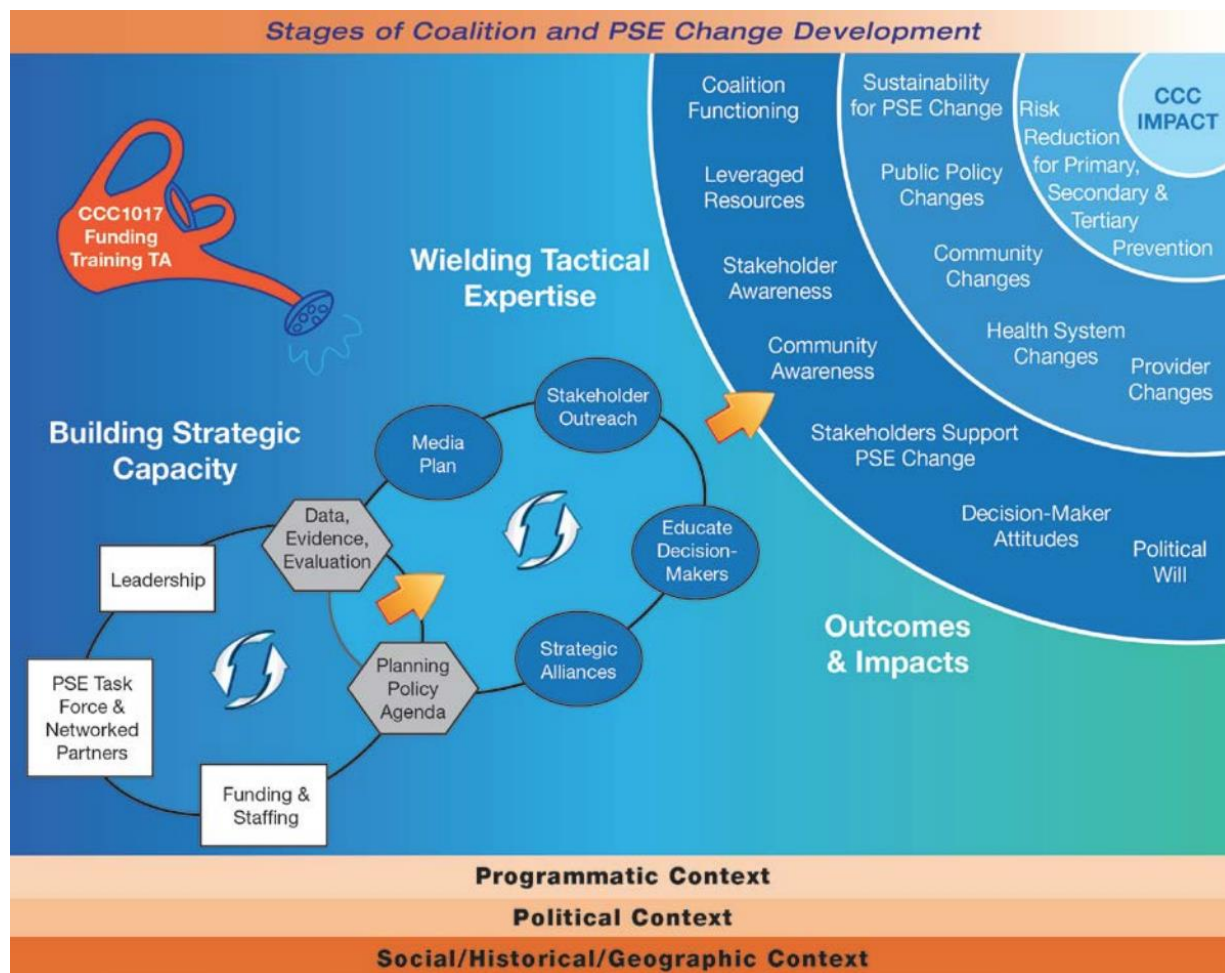 Stages of Coalition and PSE Change Development
CCC1017
Funding
Training TA
Building Strategic
Capacity
Leadership
PSE Task
Force &
Networked
Partners
Funding &
Staffing
Data,
Evidence,
Evaluation
Planning
Policy
Agenda
Wielding Tactical
Expertise
Media
Plan
Stakeholder
Outreach
Educate
Decision-
Makers
Strategic
Alliances
Outcomes
& Impacts
Coalition
Functioning
Leveraged
Resources
Stakeholder
Awareness
Community
Awareness
Stakeholders Support
PSE Change
Decision-Maker
Attitudes
Political
Will
Sustainability
for PSE Change
Public Policy
Changes
Community
Changes
Health System
Changes
Provider
Changes
Risk
Reduction
for Primary,
Secondary &
Tertiary
Prevention
CCC
IMPACT
Programmatic Context
Political Context
Social/Historical/Geographic Context